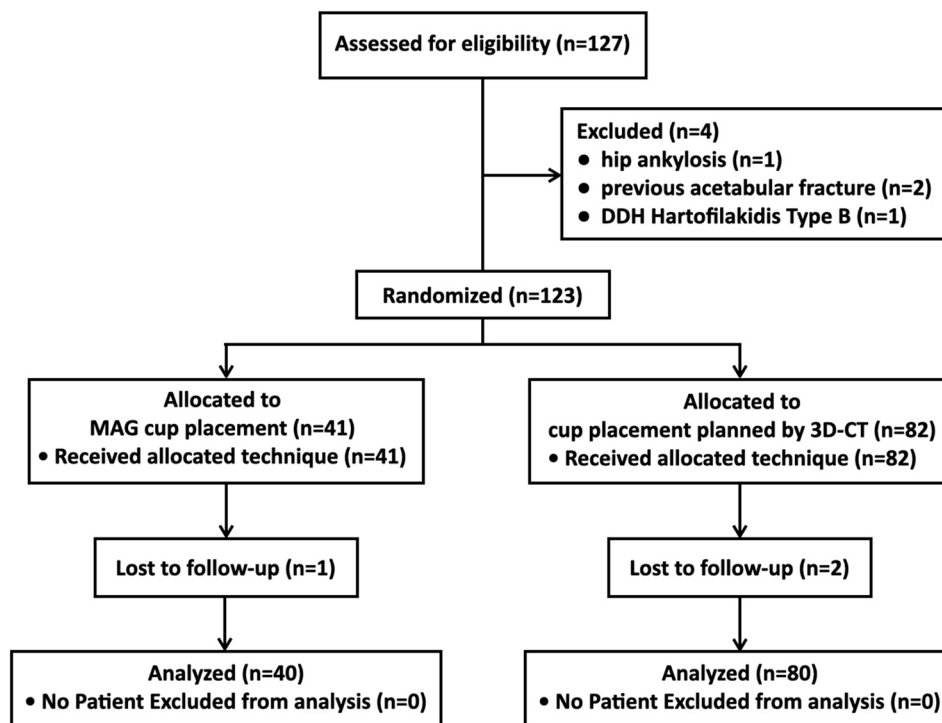 Assessed for eligibility (n=127)
Excluded (n=4)
● hip ankylosis (n=1)
● previous acetabular fracture (n=2)
● DDH Hartofilakidis Type B (n=1)
Randomized (n=123)
Allocated to
MAG cup placement (n=41)
• Received allocated technique (n=41)
Allocated to
cup placement planned by 3D-CT (n=82)
• Received allocated technique (n=82)
Lost to follow-up (n=1)
Lost to follow-up (n=2)
Analyzed (n=40)
• No Patient Excluded from analysis (n=0)
Analyzed (n=80)
• No Patient Excluded from analysis (n=0)